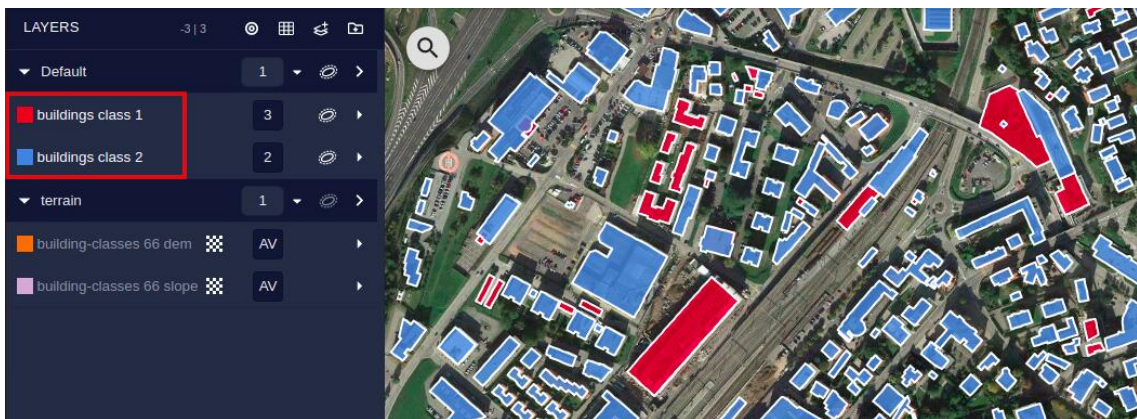 LAYERS -3 | 3
Default 1
buildings class 1 3
buildings class 2 2
terrain 1
building-classes 66 dem AV
building-classes 66 slope AV